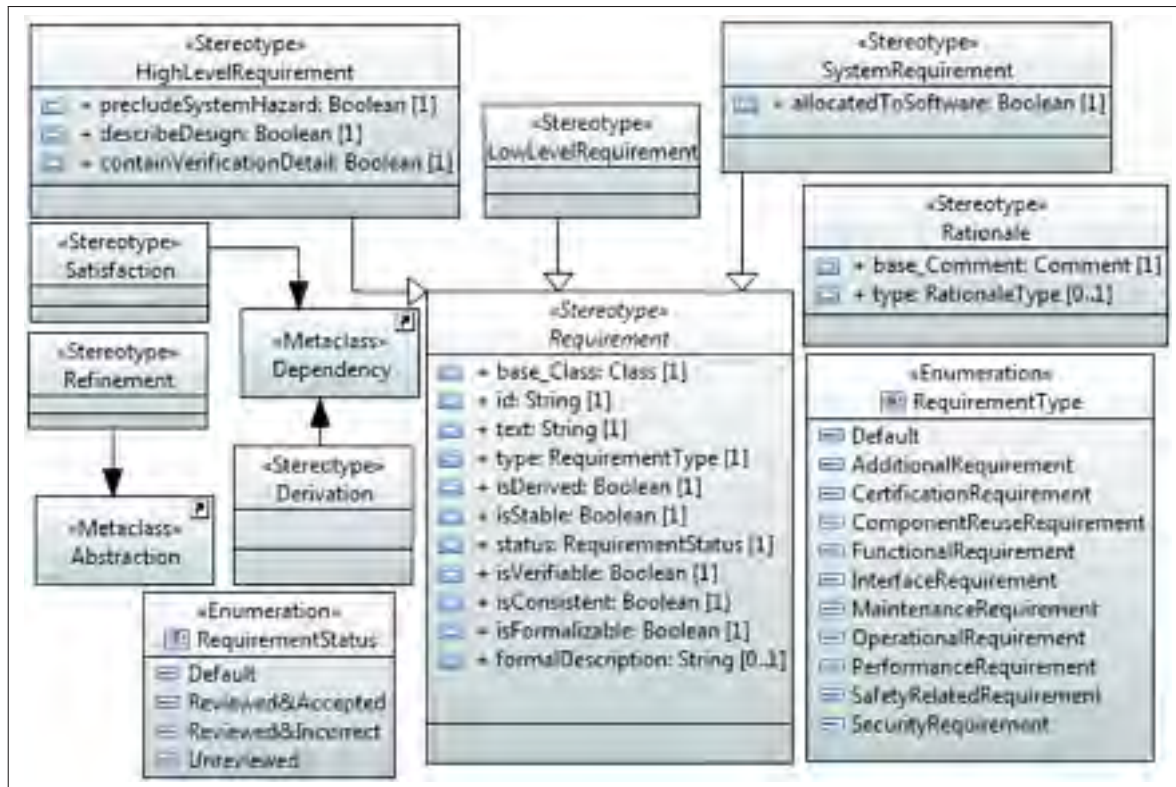 «Stereotype»
HighLevelRequirement
+ precludeSystemHazard: Boolean [1]
+ describeDesign: Boolean [1]
+ containVerificationDetail: Boolean [1]
«Stereotype»
LowLevelRequirement
«Stereotype»
SystemRequirement
+ allocatedToSoftware: Boolean [1]
«Stereotype»
Rationale
+ base_Comment: Comment [1]
+ type: RationaleType [0..1]
«Stereotype»
Satisfaction
«Stereotype»
Refinement
«Metaclass»
Dependency
«Metaclass»
Abstraction
«Stereotype»
Derivation
«Stereotype»
Requirement
+ base_Class: Class [1]
+ id: String [1]
+ text: String [1]
+ type: RequirementType [1]
+ isDerived: Boolean [1]
+ isStable: Boolean [1]
+ status: RequirementStatus [1]
+ isVerifiable: Boolean [1]
+ isConsistent: Boolean [1]
+ isFormalizable: Boolean [1]
+ formalDescription: String [0..1]
«Enumeration»
RequirementStatus
Default
Reviewed&Accepted
Reviewed&Incorrect
Unreviewed
«Enumeration»
RequirementType
Default
AdditionalRequirement
CertificationRequirement
ComponentReuseRequirement
FunctionalRequirement
InterfaceRequirement
MaintenanceRequirement
OperationalRequirement
PerformanceRequirement
SafetyRelatedRequirement
SecurityRequirement